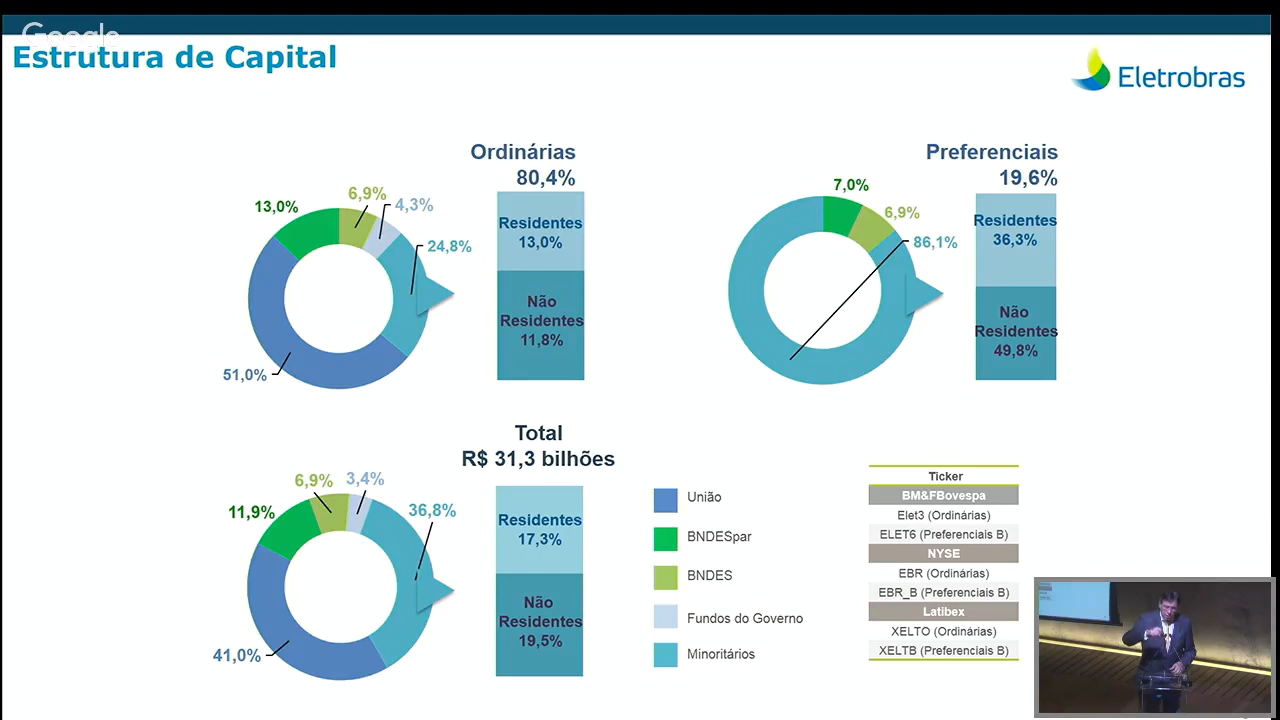 Google
Estrutura de Capital
Eletrobras
Ordinárias
80,4%
13,0%
6,9%
4,3%
24,8%
51,0%
Residentes
13,0%
Não
Residentes
11,8%
Preferenciais
19,6%
7,0%
6,9%
86,1%
Residentes
36,3%
Não
Residentes
49,8%
Total
R$ 31,3 bilhões
11,9%
6,9%
3,4%
36,8%
41,0%
Residentes
17,3%
Não
Residentes
19,5%
União
BNDESpar
BNDES
Fundos do Governo
Minoritários
Ticker
BM&FBovespa
Elet3 (Ordinárias)
ELET6 (Preferenciais B)
NYSE
EBR (Ordinárias)
EBR_B (Preferenciais B)
Latibex
XELTO (Ordinárias)
XELTB (Preferenciais B)